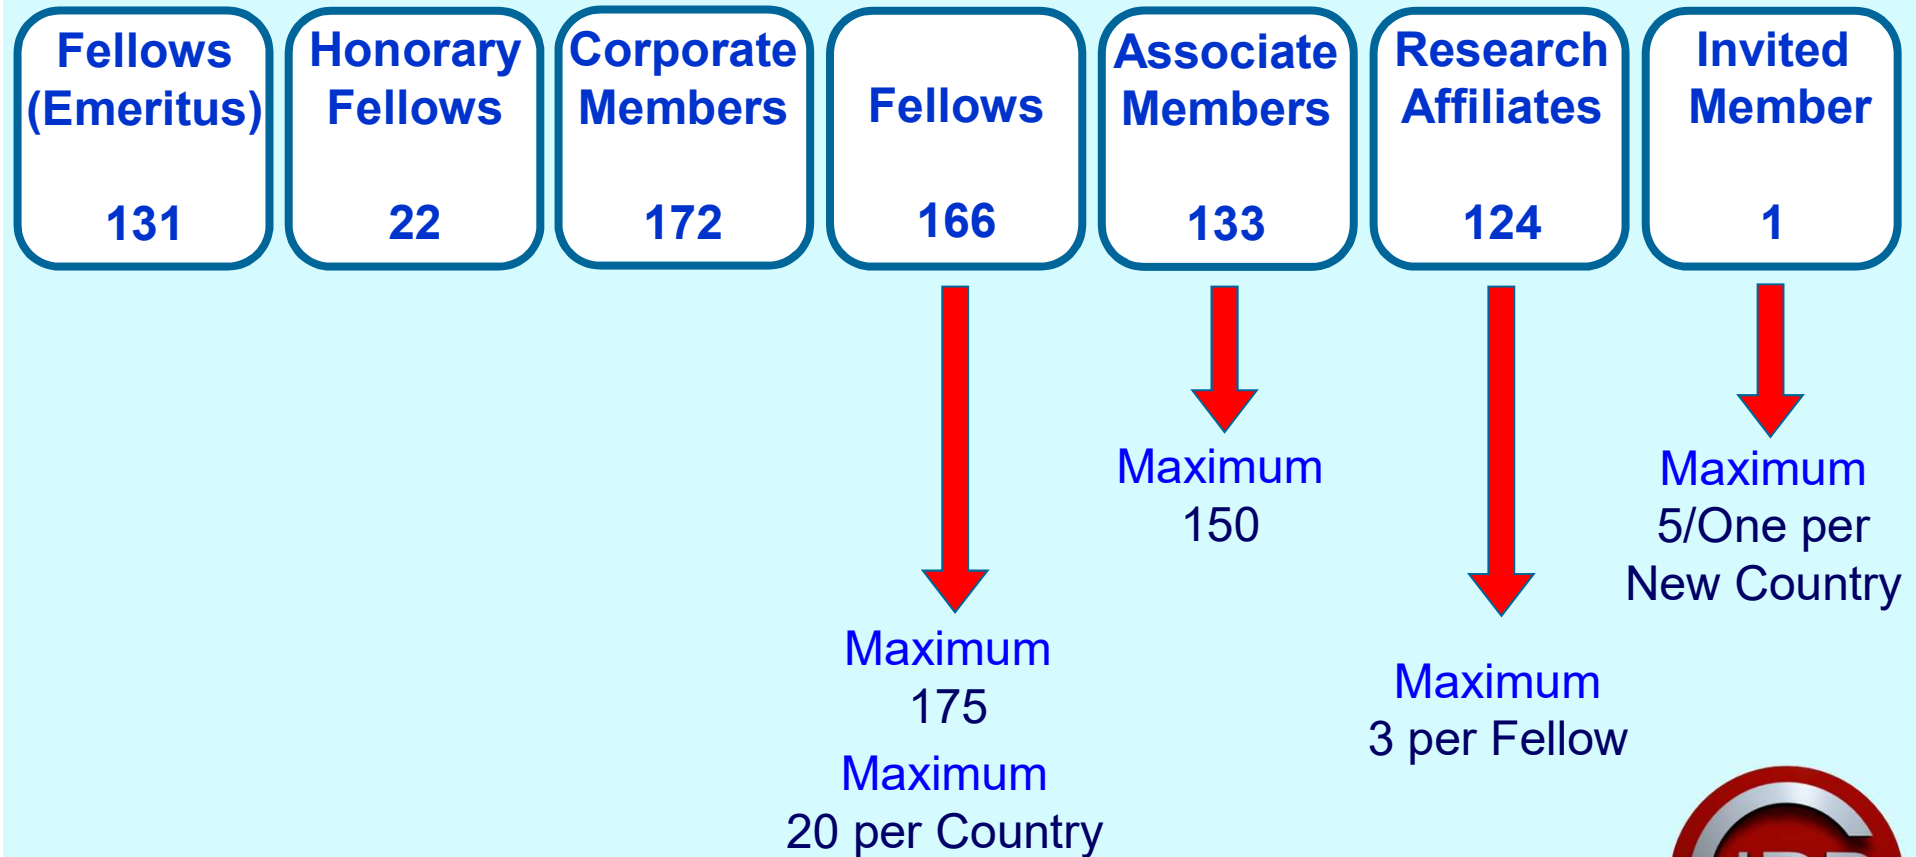 Fellows
(Emeritus)
131
Honorary
Fellows
22
Corporate
Members
172
Fellows
166
Associate
Members
133
Research
Affiliates
124
Invited
Member
1
Maximum
175
Maximum
20 per Country
Maximum
150
Maximum
3 per Fellow
Maximum
5/One per
New Country